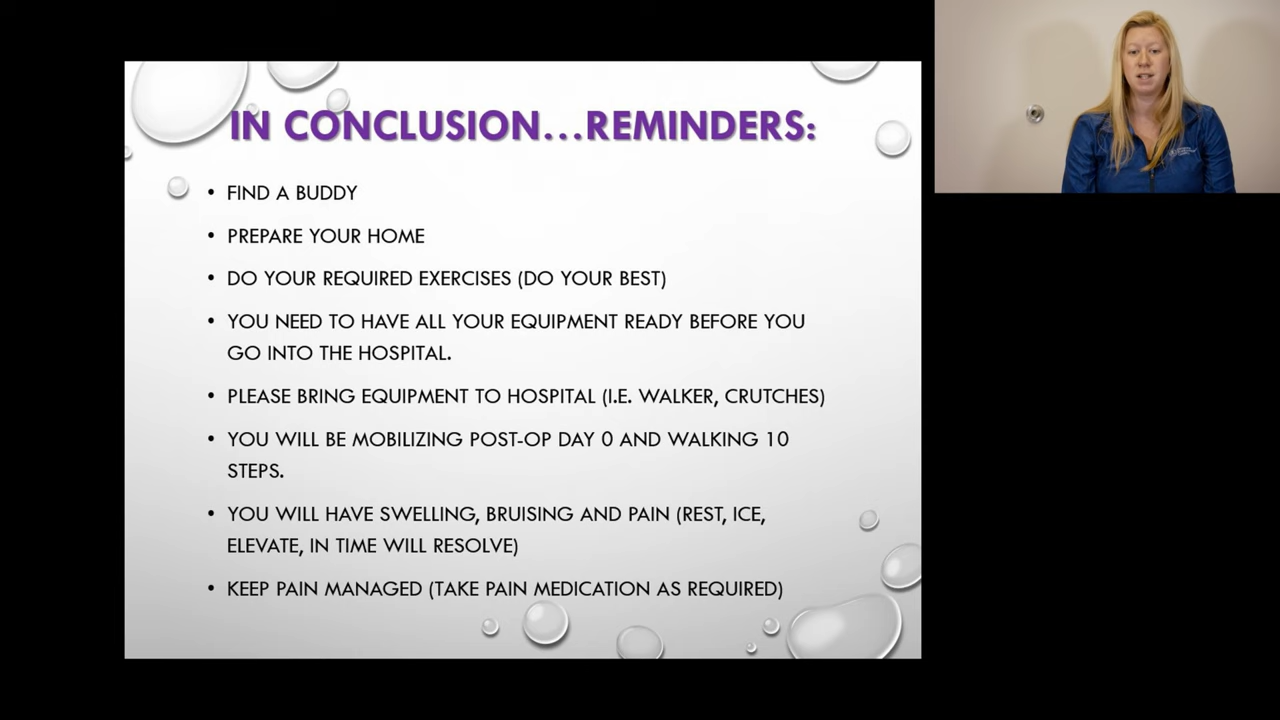 IN CONCLUSION...REMINDERS:
• FIND A BUDDY
• PREPARE YOUR HOME
• DO YOUR REQUIRED EXERCISES (DO YOUR BEST)
• YOU NEED TO HAVE ALL YOUR EQUIPMENT READY BEFORE YOU
GO INTO THE HOSPITAL.
• PLEASE BRING EQUIPMENT TO HOSPITAL (I.E. WALKER, CRUTCHES)
• YOU WILL BE MOBILIZING POST-OP DAY 0 AND WALKING 10
STEPS.
• YOU WILL HAVE SWELLING, BRUISING AND PAIN (REST, ICE,
ELEVATE, IN TIME WILL RESOLVE)
• KEEP PAIN MANAGED (TAKE PAIN MEDICATION AS REQUIRED)